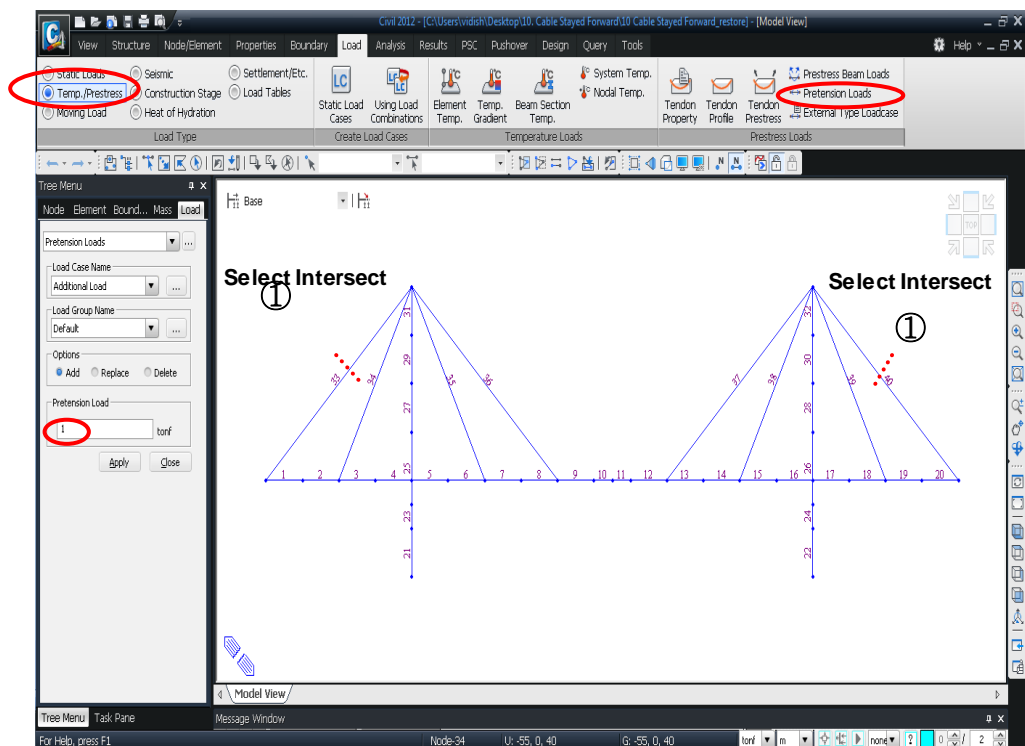 Civil 2012 - [C:\Users\vidish\Desktop\10. Cable Stayed Forward\10 Cable Stayed Forward_restore] - [Model View]
View Structure Node/Element Properties Boundary Load Analysis Results PSC Pushover Design Query Tools Help
Static Loads Seismic Settlement/Etc.
Temp./Prestress Construction Stage Load Tables
Moving Load Heat of Hydration
Load Type
LC
Static Load Cases
Using Load Combinations
Create Load Cases
Element Temp.
Temp. Gradient
Beam Section Temp.
System Temp.
Nodal Temp.
Temperature Loads
Tendon Property
Tendon Profile
Tendon Prestress
Prestress Beam Loads
Pretension Loads
External Type Loadcase
Prestress Loads
Tree Menu
Node Element Bound... Mass Load
Pretension Loads
Load Case Name
Additional Load
Load Group Name
Default
Options
Add Replace Delete
Pretension Load
1 tonf
Apply Close
Base
TOP
Select Intersect
①
Select Intersect
①
31
29
27
25
23
21
33 34 35 36
1 2 3 4 5 6 7 8 9 10 11 12 13 14 15 16 17 18 19 20
32
30
28
26
24
22
37 38 39 40
Model View
Tree Menu Task Pane
Message Window
For Help, press F1
Node-34 U: -55, 0, 40 G: -55, 0, 40 tonf m none ? 0 / 2